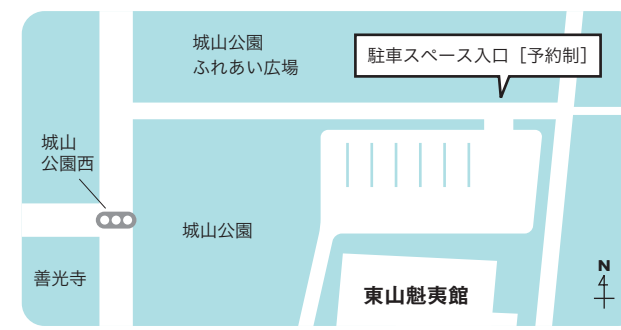 城山公園
ふれあい広場
駐車スペース入口［予約制］
城山
公園西
城山公園
善光寺
東山魁夷館
N